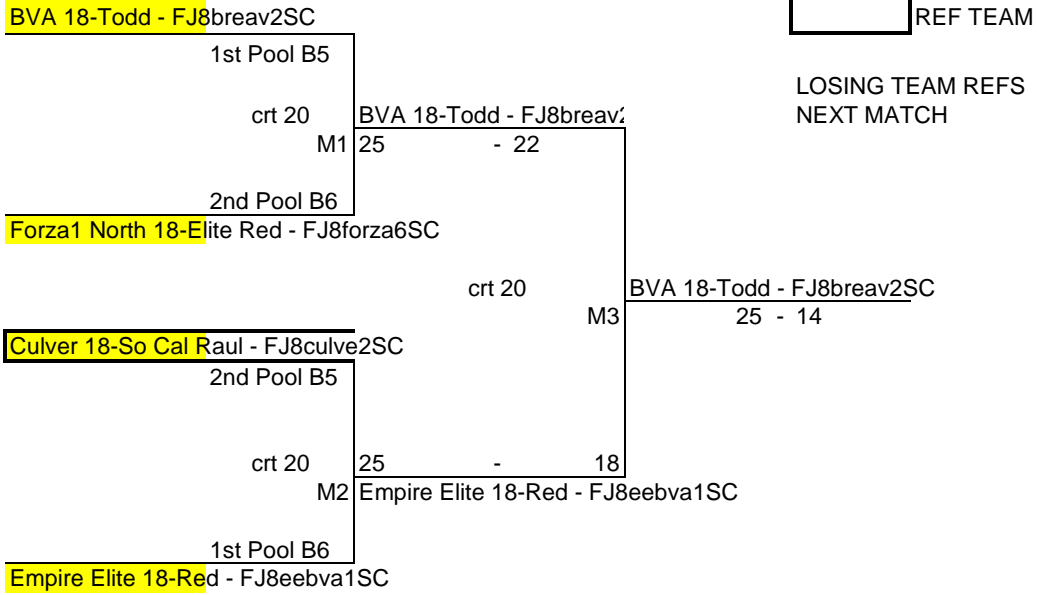 BVA 18-Todd - FJ8breav2SC
REF TEAM
1st Pool B5
LOSING TEAM REFS
NEXT MATCH
crt 20
BVA 18-Todd - FJ8breav
M1
25 - 22
2nd Pool B6
Forza1 North 18-Elite Red - FJ8forza6SC
crt 20
BVA 18-Todd - FJ8breav2SC
M3
25 - 14
Culver 18-So Cal Raul - FJ8culve2SC
2nd Pool B5
crt 20
25 - 18
M2
Empire Elite 18-Red - FJ8eebva1SC
1st Pool B6
Empire Elite 18-Red - FJ8eebva1SC